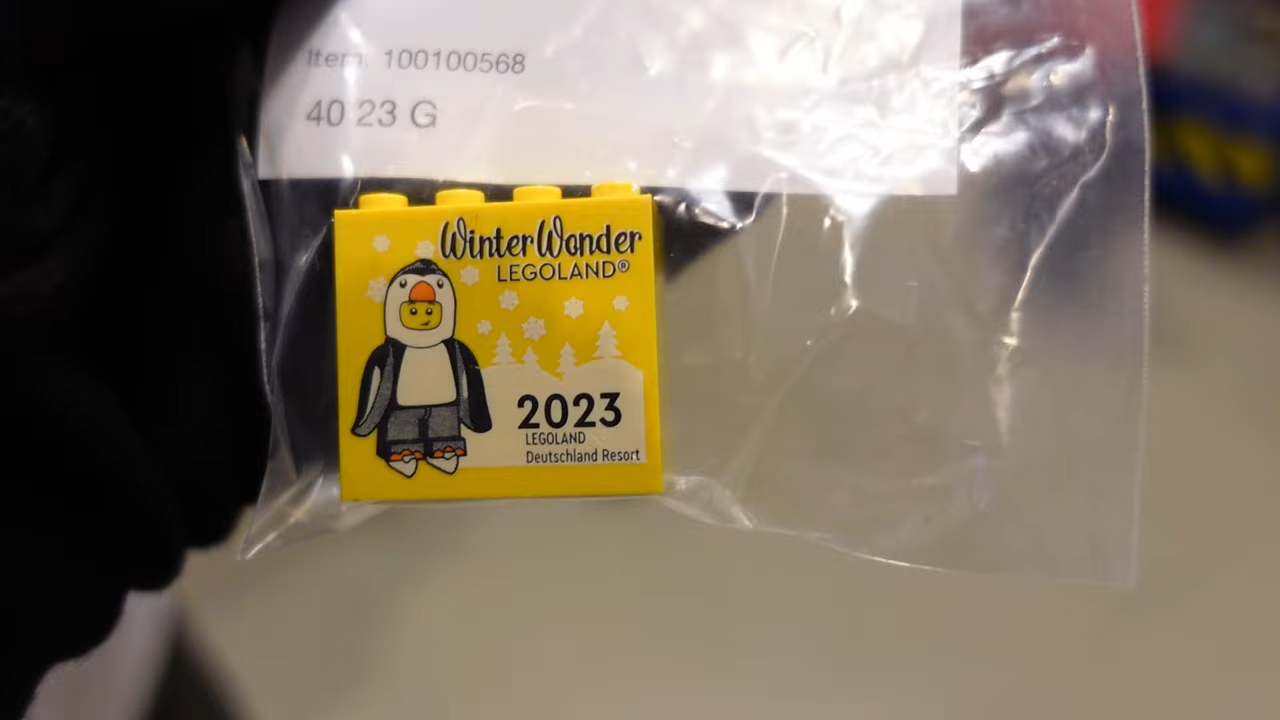 Item. 100100568
40 23 G
WinterWonder
LEGOLAND®
2023
LEGOLAND
Deutschland Resort